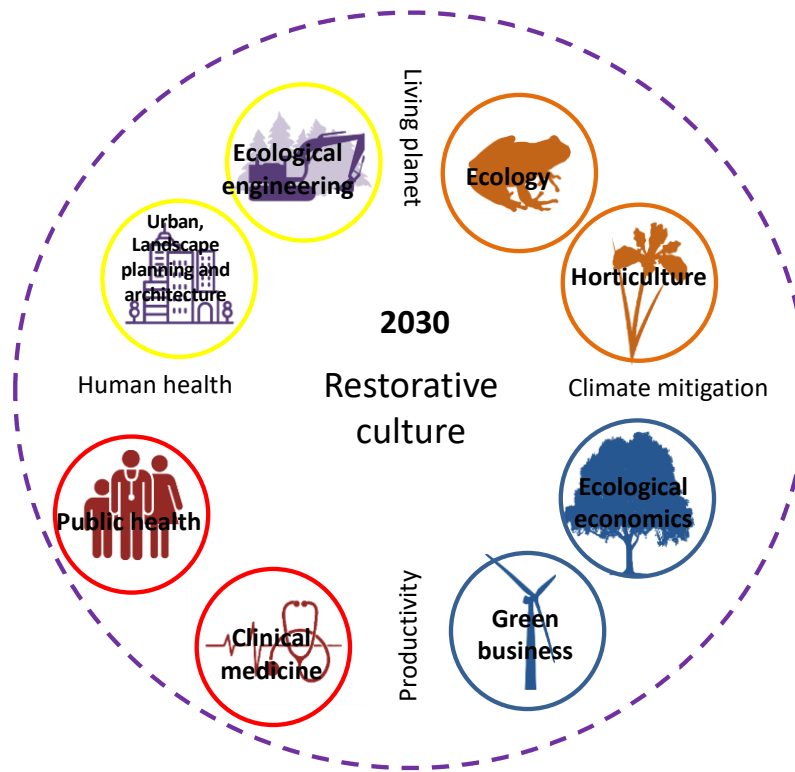 Living planet
Ecological
engineering
Ecology
Urban,
Landscape
planning and
architecture
Horticulture
2030
Human health
Restorative
culture
Climate mitigation
Public health
Ecological
economics
Clinical
medicine
Productivity
Green
business